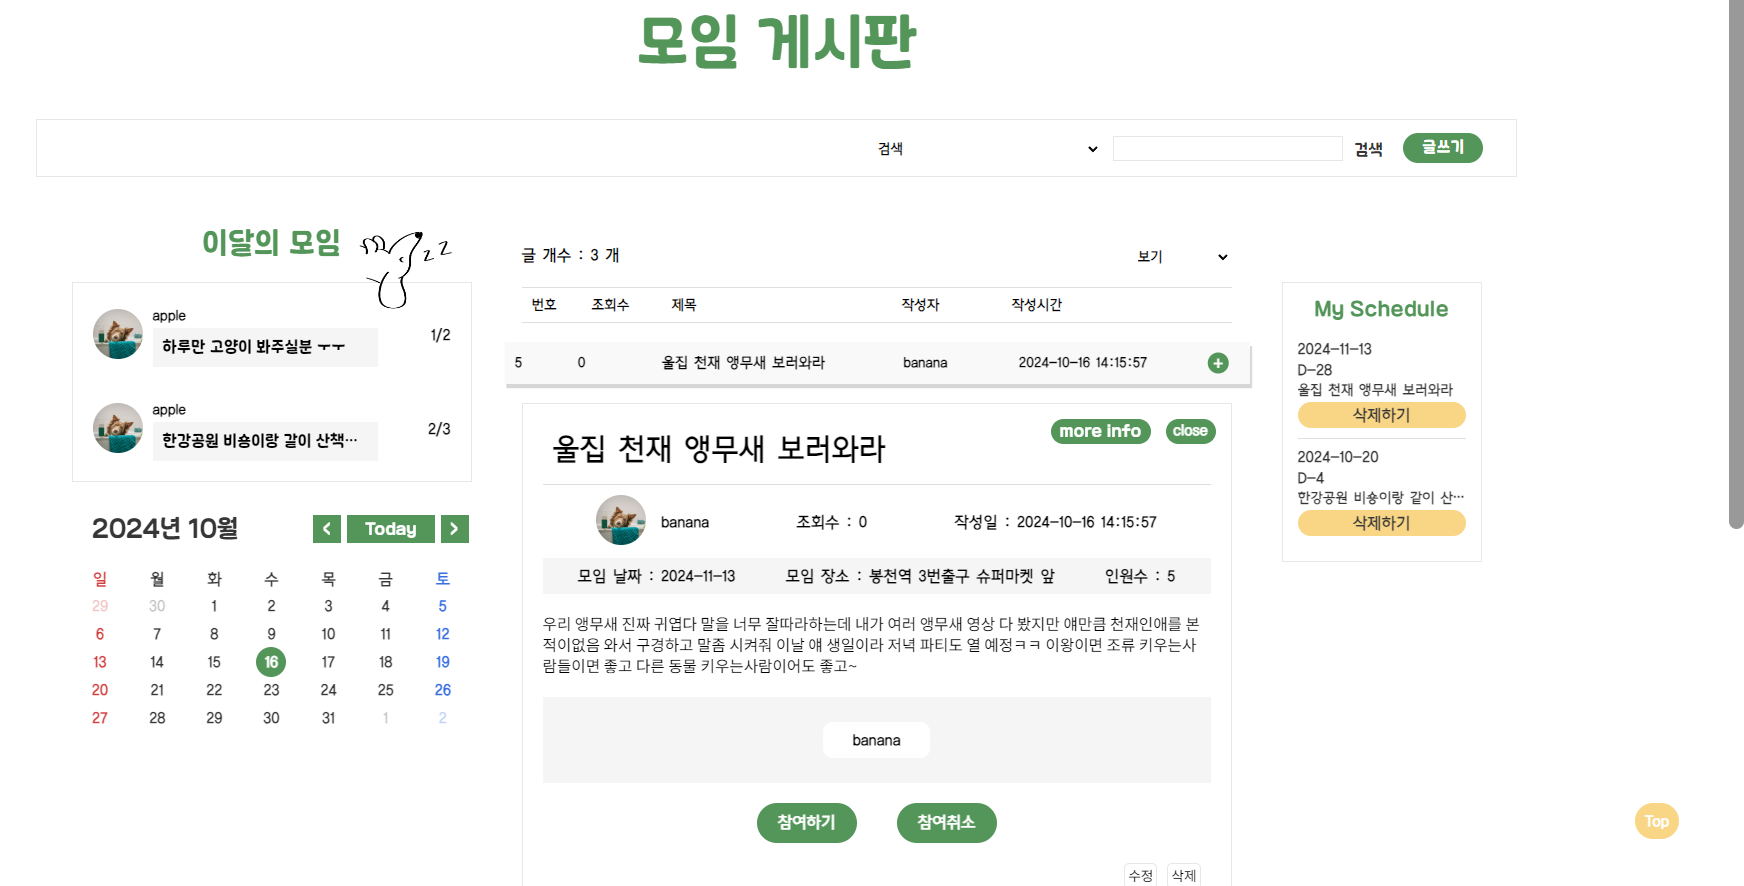 모임 게시판
검색 검색 글쓰기
이달의 모임
z z
apple
하루만 고양이 봐주실분 ㅜㅜ 1/2
apple
한강공원 비숑이랑 같이 산책… 2/3
2024년 10월 < Today >
일 월 화 수 목 금 토
29 30 1 2 3 4 5
6 7 8 9 10 11 12
13 14 15 16 17 18 19
20 21 22 23 24 25 26
27 28 29 30 31 1 2
글 개수 : 3 개 보기
번호 조회수 제목 작성자 작성시간
5 0 울집 천재 앵무새 보러와라 banana 2024-10-16 14:15:57 +
울집 천재 앵무새 보러와라 more info close
banana 조회수 : 0 작성일 : 2024-10-16 14:15:57
모임 날짜 : 2024-11-13 모임 장소 : 봉천역 3번출구 슈퍼마켓 앞 인원수 : 5
우리 앵무새 진짜 귀엽다 말을 너무 잘따라하는데 내가 여러 앵무새 영상 다 봤지만 얘만큼 천재인애를 본
적이없음 와서 구경하고 말좀 시켜줘 이날 얘 생일이라 저녁 파티도 열 예정ㅋㅋ 이왕이면 조류 키우는사
람들이면 좋고 다른 동물 키우는사람이어도 좋고~
banana
참여하기 참여취소
수정 삭제
My Schedule
2024-11-13
D-28
울집 천재 앵무새 보러와라
삭제하기
2024-10-20
D-4
한강공원 비숑이랑 같이 산…
삭제하기
Top